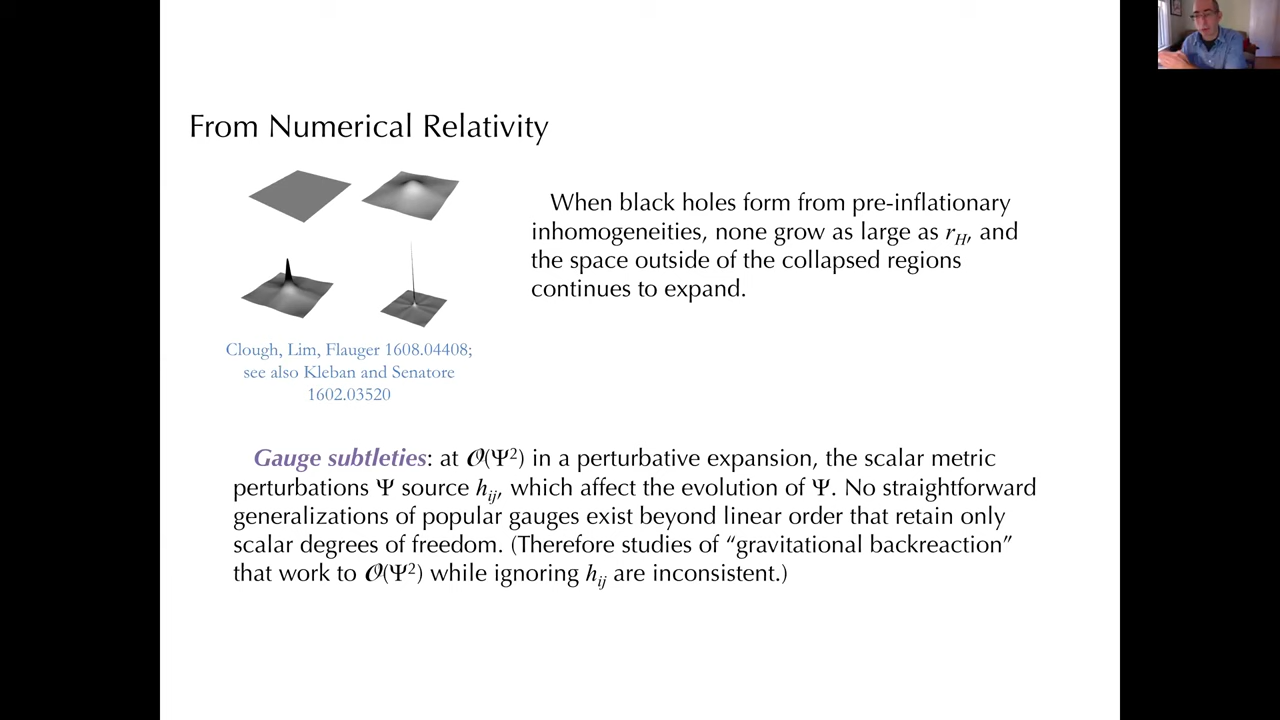 From Numerical Relativity
When black holes form from pre-inflationary
inhomogeneities, none grow as large as r_H, and
the space outside of the collapsed regions
continues to expand.
Clough, Lim, Flauger 1608.04408;
see also Kleban and Senatore
1602.03520
Gauge subtleties: at 𝒪(Ψ²) in a perturbative expansion, the scalar metric
perturbations Ψ source h_ij, which affect the evolution of Ψ. No straightforward
generalizations of popular gauges exist beyond linear order that retain only
scalar degrees of freedom. (Therefore studies of “gravitational backreaction”
that work to 𝒪(Ψ²) while ignoring h_ij are inconsistent.)